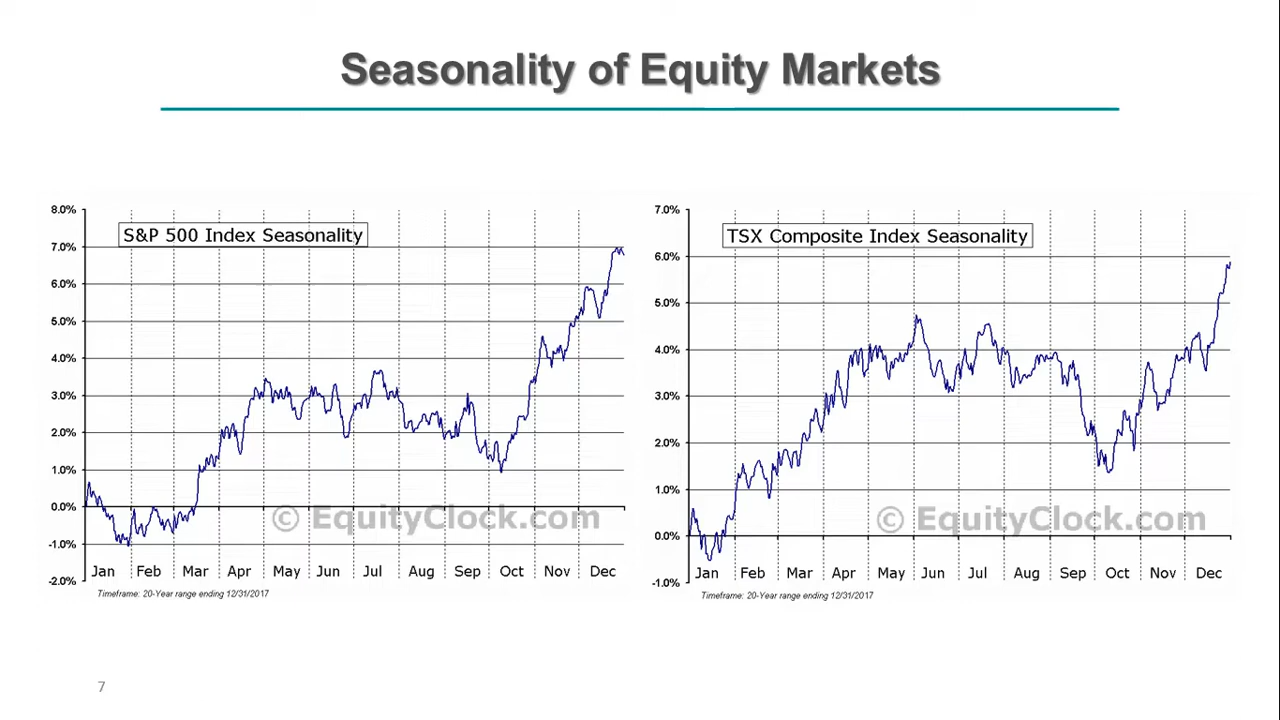 Seasonality of Equity Markets
S&P 500 Index Seasonality
8.0%
7.0%
6.0%
5.0%
4.0%
3.0%
2.0%
1.0%
0.0%
-1.0%
-2.0%
© EquityClock.com
Jan Feb Mar Apr May Jun Jul Aug Sep Oct Nov Dec
Timeframe: 20-Year range ending 12/31/2017
TSX Composite Index Seasonality
7.0%
6.0%
5.0%
4.0%
3.0%
2.0%
1.0%
0.0%
-1.0%
© EquityClock.com
Jan Feb Mar Apr May Jun Jul Aug Sep Oct Nov Dec
Timeframe: 20-Year range ending 12/31/2017
7